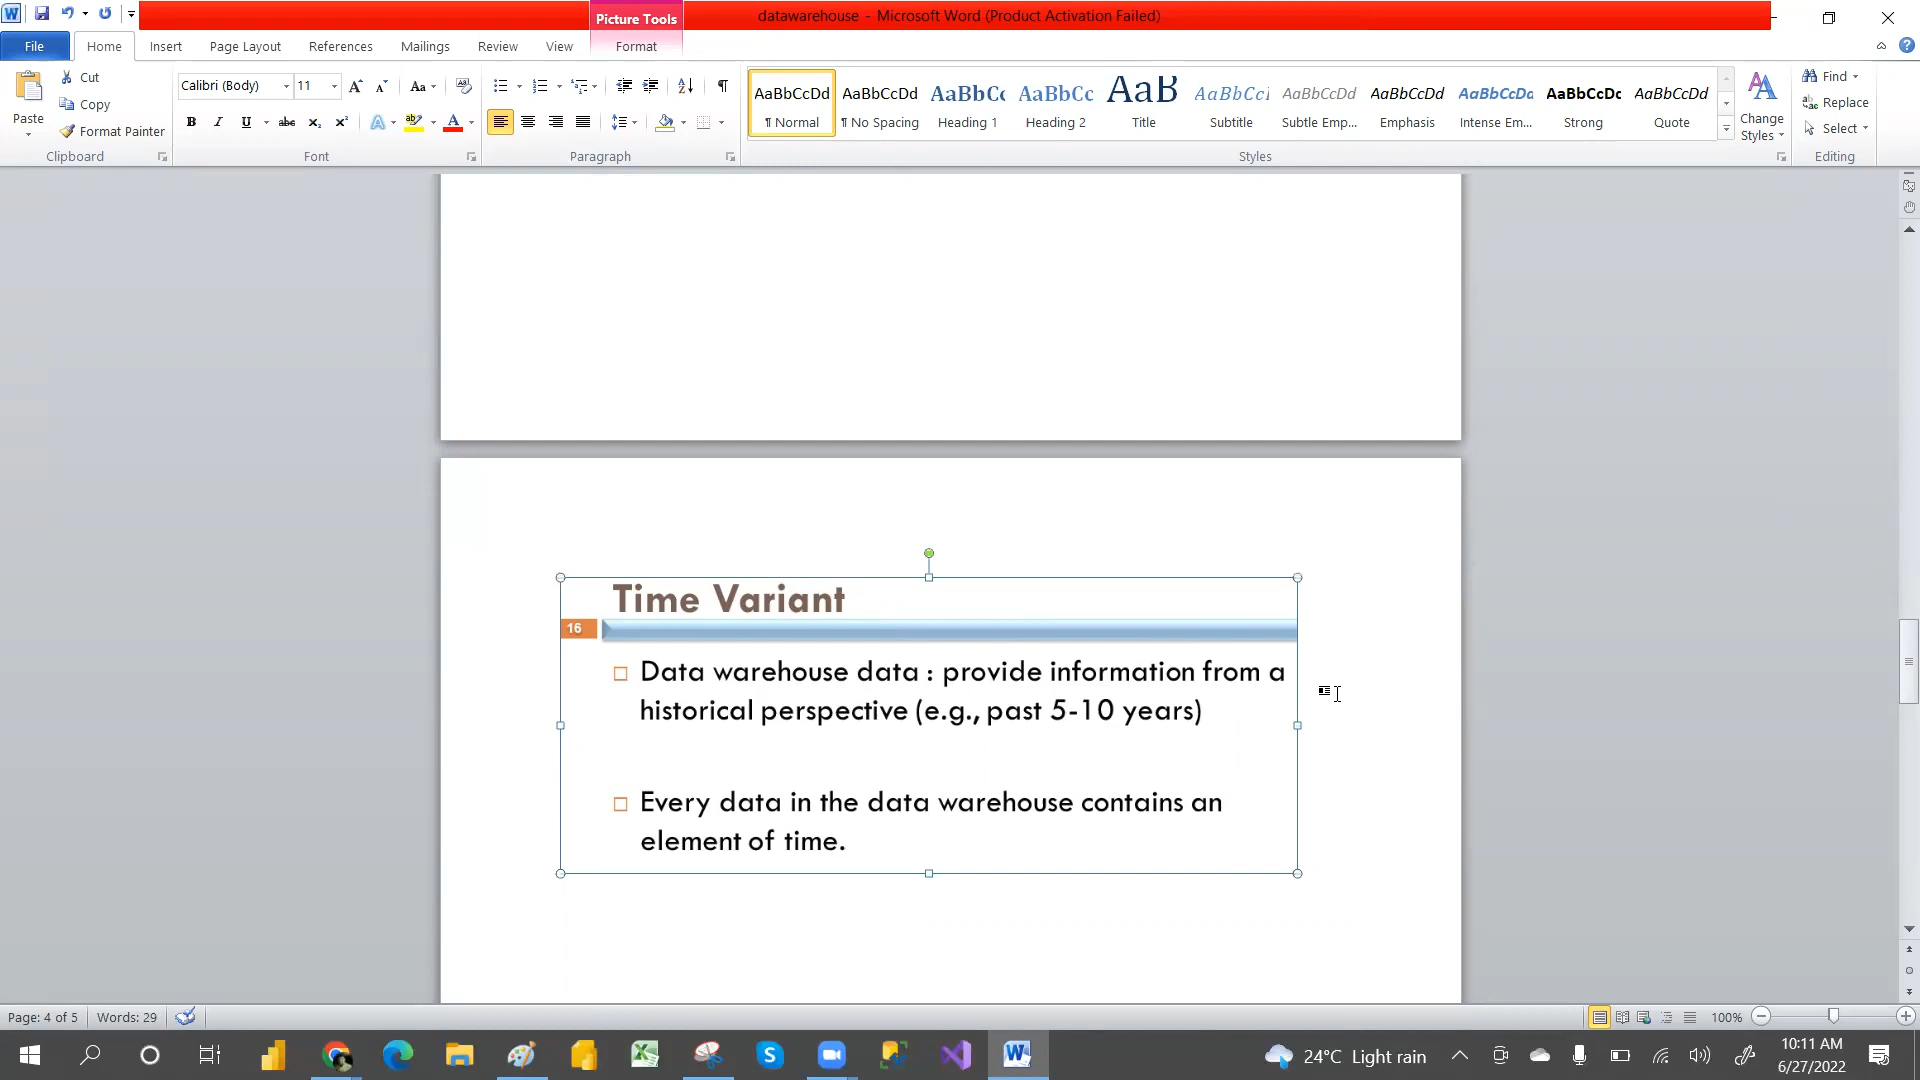 datawarehouse - Microsoft Word (Product Activation Failed)
Picture Tools
File Home Insert Page Layout References Mailings Review View Format
Paste
Cut
Copy
Format Painter
Clipboard
Calibri (Body) 11
Font
Paragraph
AaBbCcDd AaBbCcDd AaBbCc AaBbCc AaB AaBbCcI AaBbCcDd AaBbCcDd AaBbCcDd AaBbCcDc AaBbCcDd
¶ Normal ¶ No Spacing Heading 1 Heading 2 Title Subtitle Subtle Emp... Emphasis Intense Em... Strong Quote
Styles
Change Styles
Find
Replace
Select
Editing
Time Variant
16
Data warehouse data : provide information from a
historical perspective (e.g., past 5-10 years)
Every data in the data warehouse contains an
element of time.
Page: 4 of 5 Words: 29 100%
24°C Light rain
10:11 AM
6/27/2022